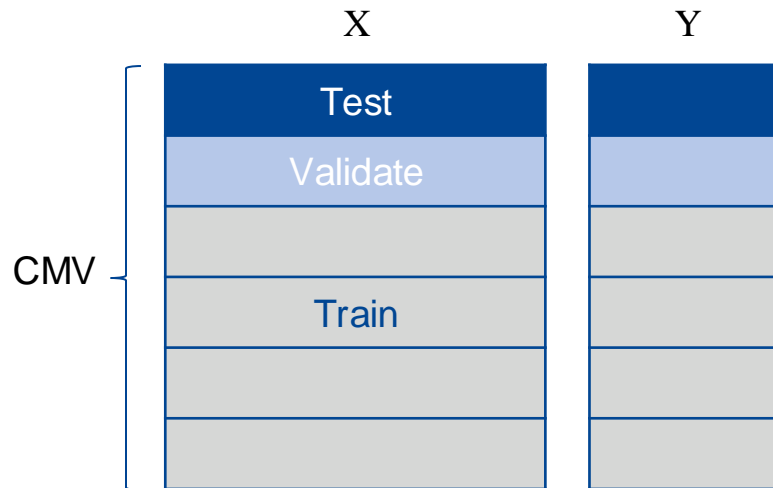 X Y
Test
Validate
CMV
Train